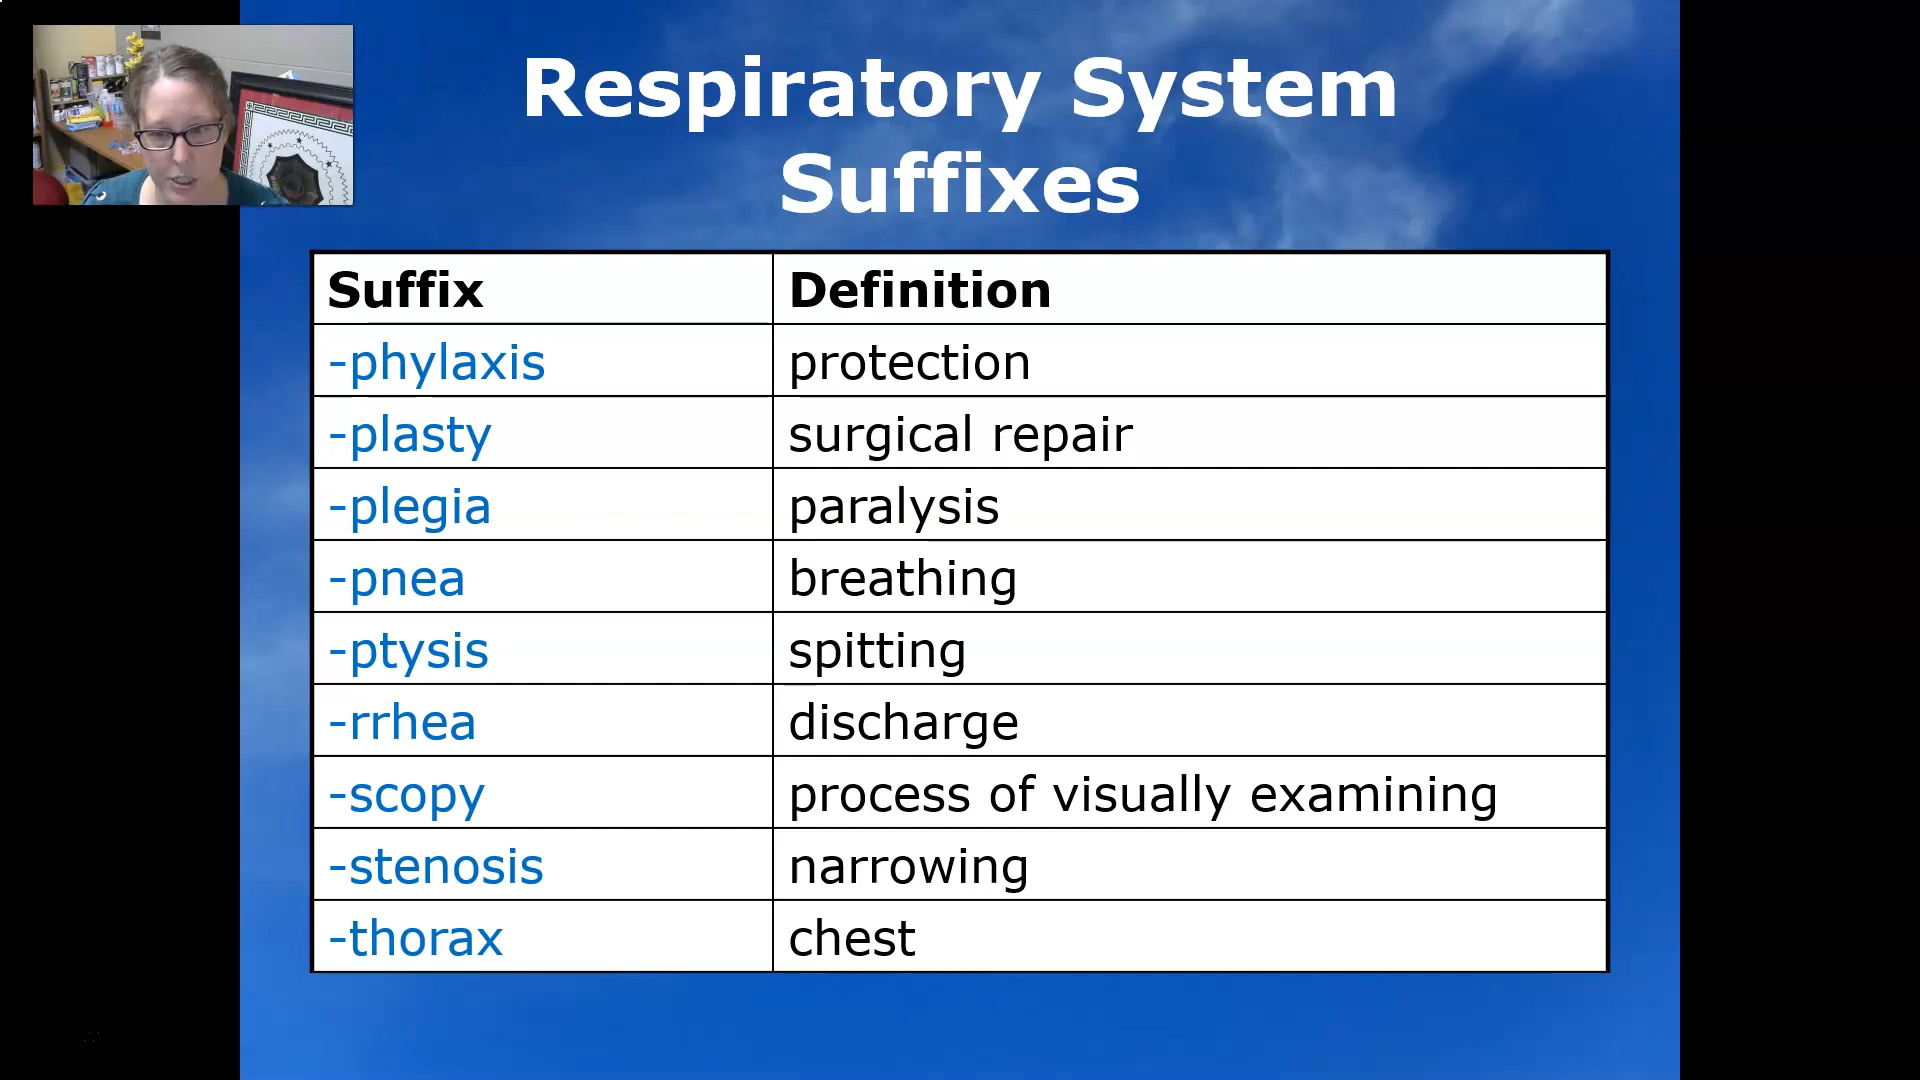 Respiratory System
Suffixes
Suffix Definition
-phylaxis protection
-plasty surgical repair
-plegia paralysis
-pnea breathing
-ptysis spitting
-rrhea discharge
-scopy process of visually examining
-stenosis narrowing
-thorax chest